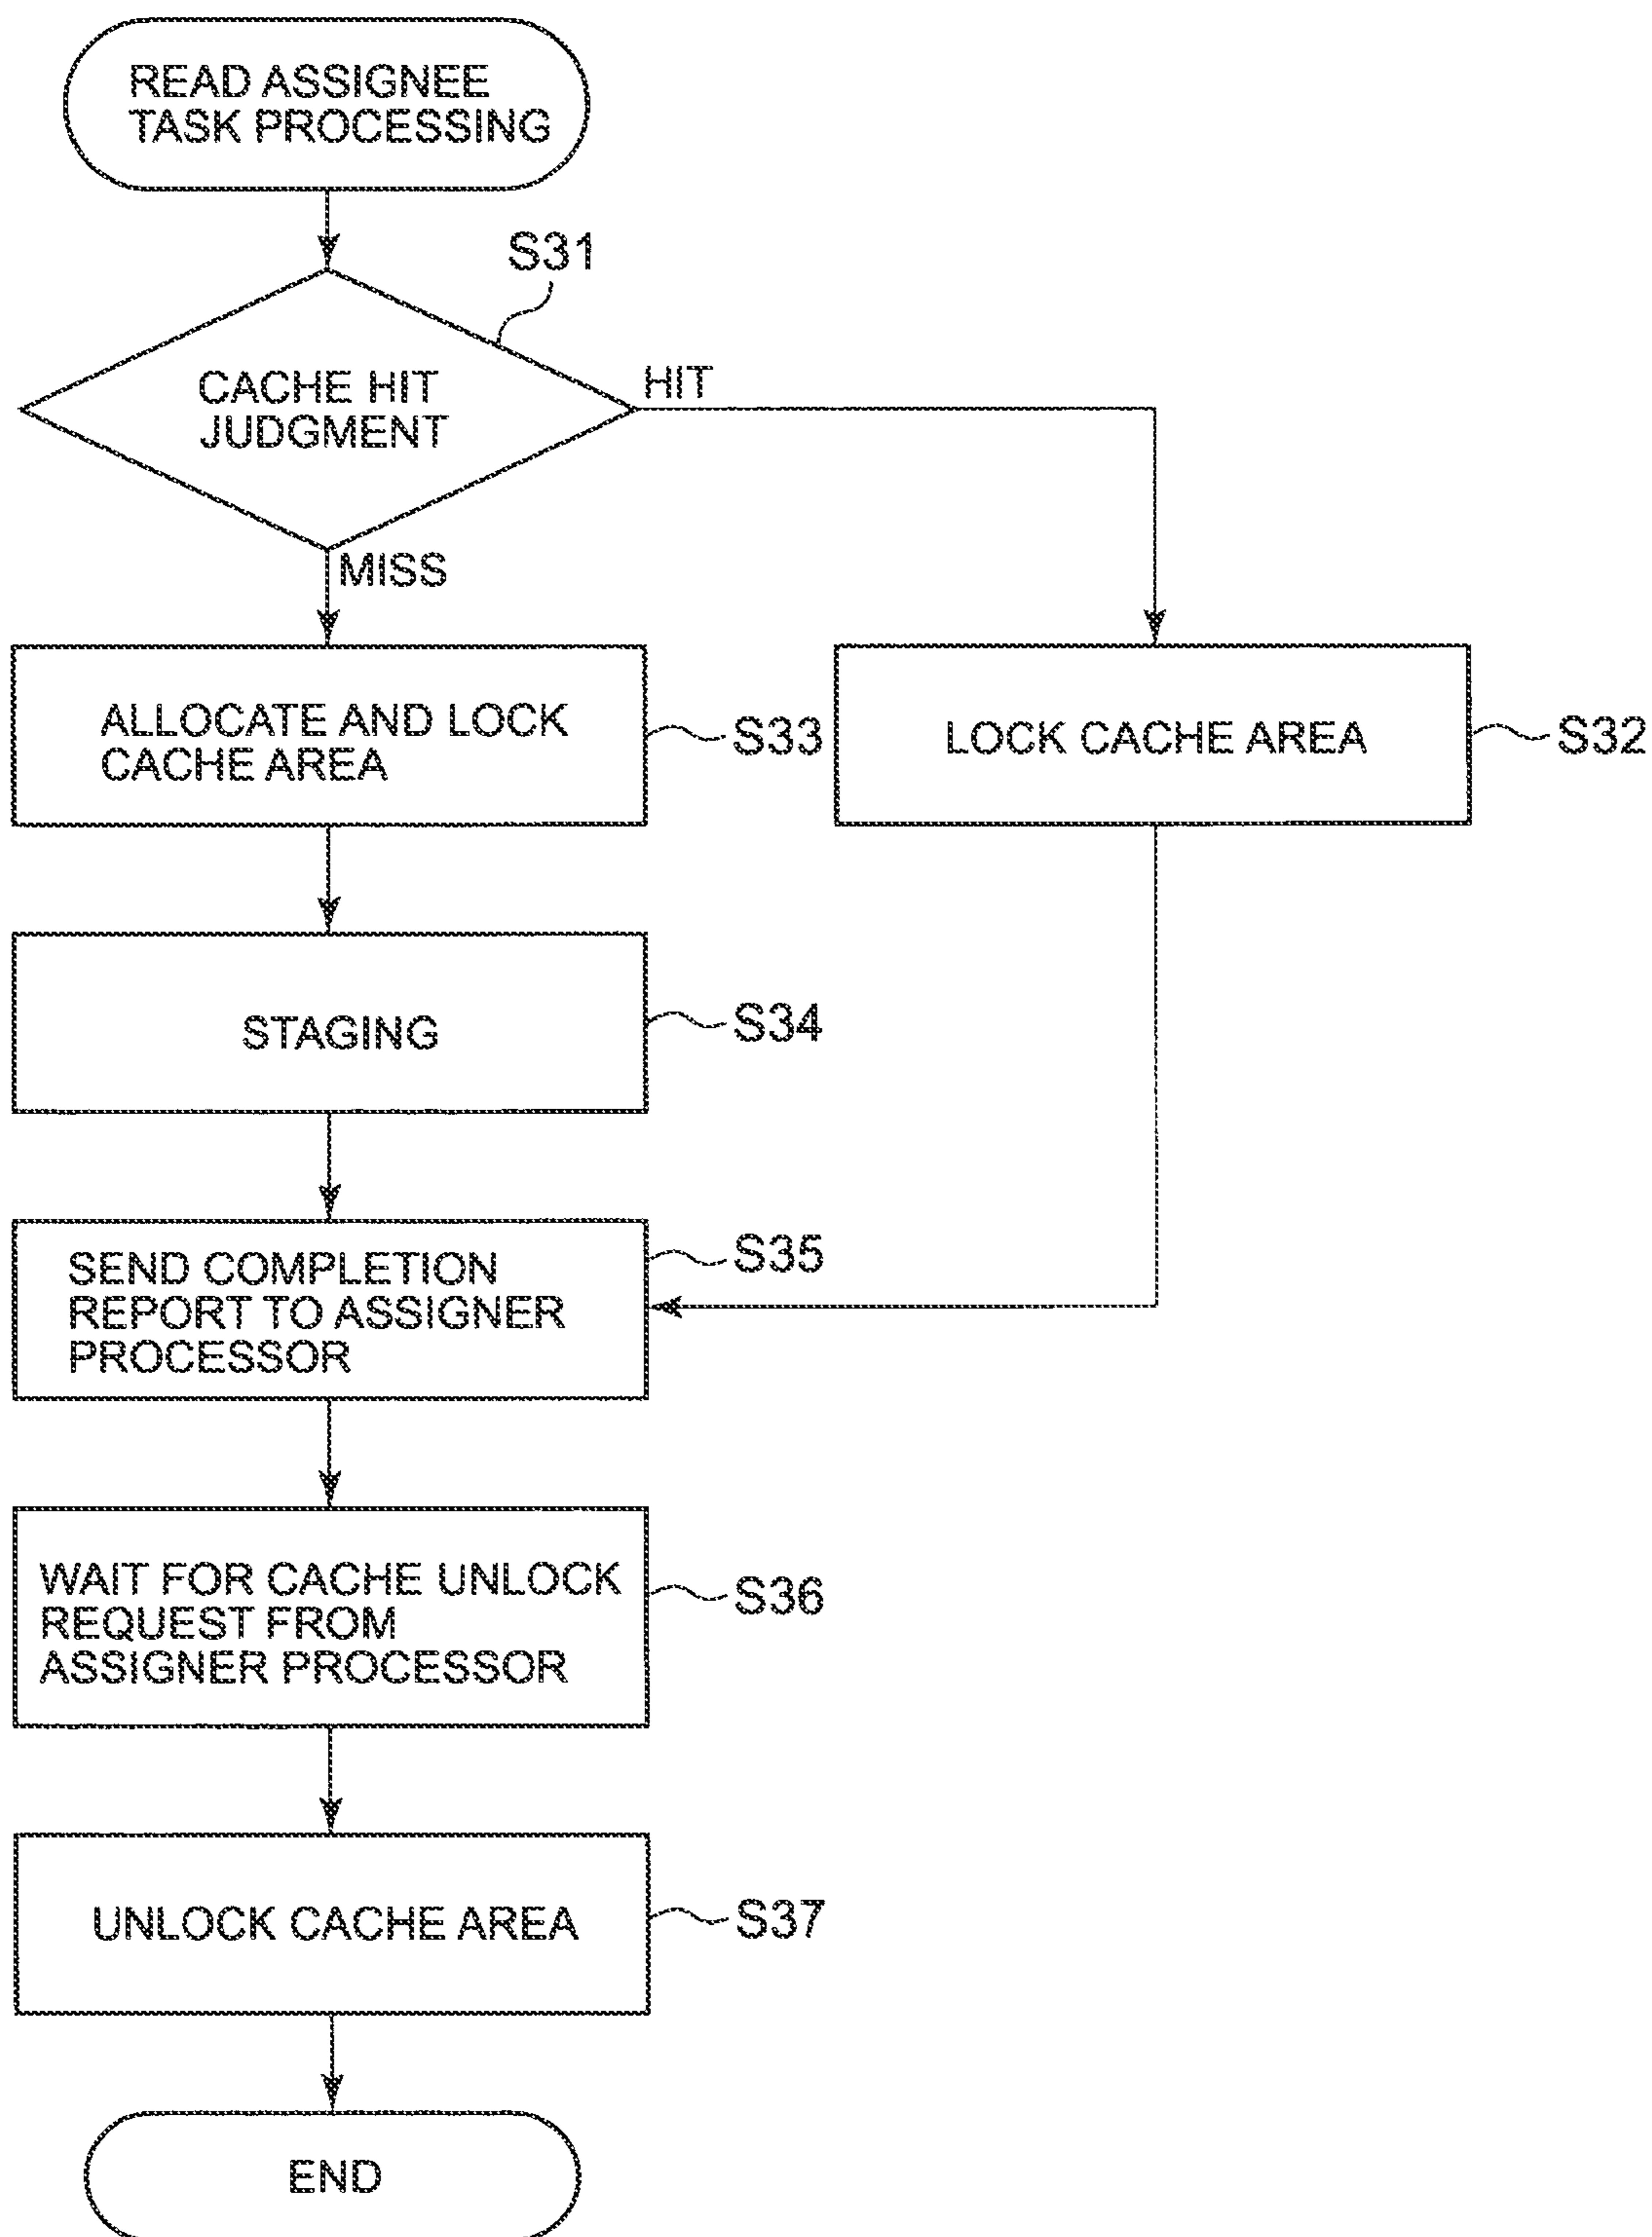 READ ASSIGNEE
TASK PROCESSING
S31
CACHE HIT
JUDGMENT
HIT
MISS
ALLOCATE AND LOCK
CACHE AREA
S33
LOCK CACHE AREA
S32
STAGING
S34
SEND COMPLETION
REPORT TO ASSIGNER
PROCESSOR
S35
WAIT FOR CACHE UNLOCK
REQUEST FROM
ASSIGNER PROCESSOR
S36
UNLOCK CACHE AREA
S37
END